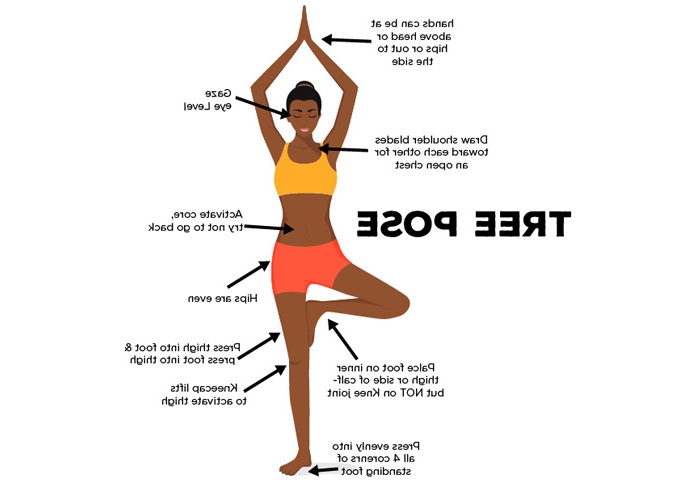 hands can be at
above head or
hips or out to
the side
Gaze
eye Level
Draw shoulder blades
toward each other for
an open chest
Activate core,
try not to go back
TREE POSE
Hips are even
Press thigh into foot &
press foot into thigh
Palce foot on inner
thigh or side of calf-
but NOT on Knee joint
Kneecap lifts
to activate thigh
Press evenly into
all 4 corenrs of
standing foot